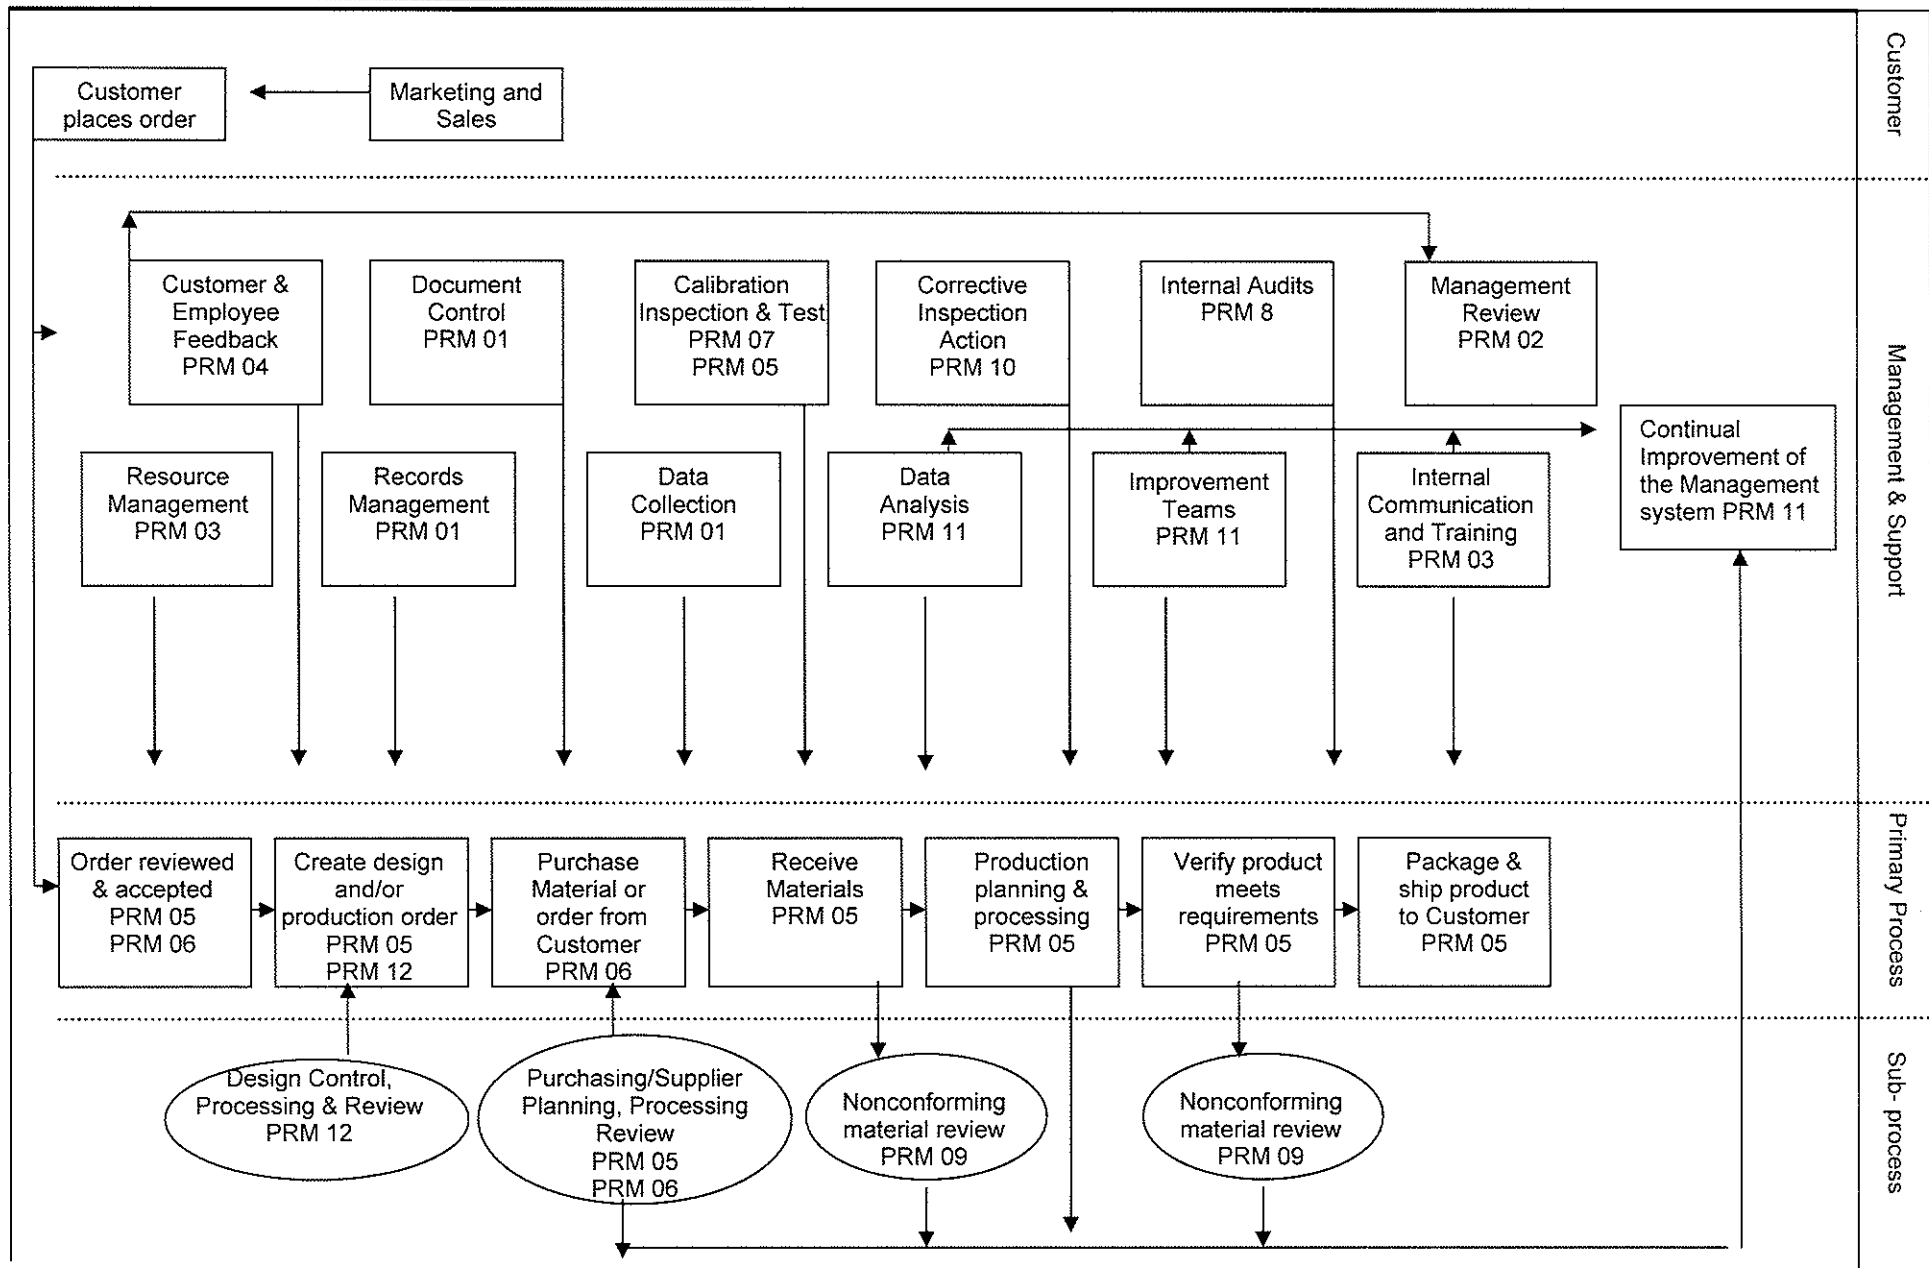 Customer
places order
Marketing and
Sales
Customer
Customer &
Employee
Feedback
PRM 04
Document
Control
PRM 01
Calibration
Inspection & Test
PRM 07
PRM 05
Corrective
Inspection
Action
PRM 10
Internal Audits
PRM 8
Management
Review
PRM 02
Resource
Management
PRM 03
Records
Management
PRM 01
Data
Collection
PRM 01
Data
Analysis
PRM 11
Improvement
Teams
PRM 11
Internal
Communication
and Training
PRM 03
Continual
Improvement of
the Management
system PRM 11
Management & Support
Order reviewed
& accepted
PRM 05
PRM 06
Create design
and/or
production order
PRM 05
PRM 12
Purchase
Material or
order from
Customer
PRM 06
Receive
Materials
PRM 05
Production
planning &
processing
PRM 05
Verify product
meets
requirements
PRM 05
Package &
ship product
to Customer
PRM 05
Primary Process
Design Control,
Processing & Review
PRM 12
Purchasing/Supplier
Planning, Processing
Review
PRM 05
PRM 06
Nonconforming
material review
PRM 09
Nonconforming
material review
PRM 09
Sub- process